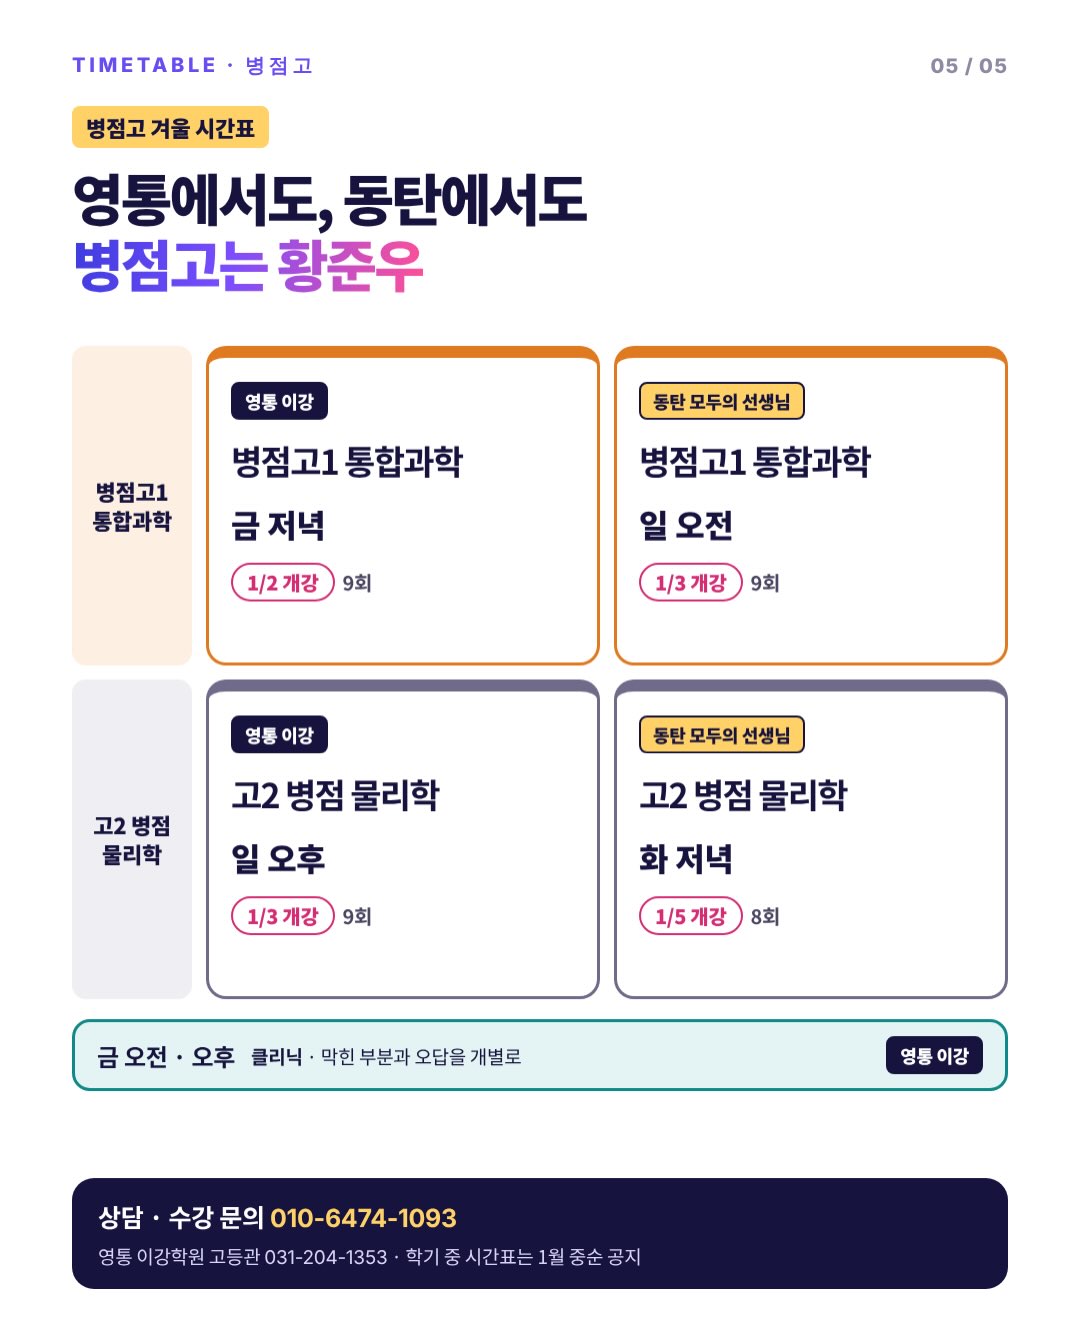 TIMETABLE · 병점고
05 / 05
병점고 겨울 시간표
영통에서도, 동탄에서도
병점고는 황준우
병점고1
통합과학
영통 이강
병점고1 통합과학
금 저녁
1/2 개강 9회
동탄 모두의 선생님
병점고1 통합과학
일 오전
1/3 개강 9회
고2 병점
물리학
영통 이강
고2 병점 물리학
일 오후
1/3 개강 9회
동탄 모두의 선생님
고2 병점 물리학
화 저녁
1/5 개강 8회
금 오전 · 오후 클리닉 · 막힌 부분과 오답을 개별로
영통 이강
상담 · 수강 문의 010-6474-1093
영통 이강학원 고등관 031-204-1353 · 학기 중 시간표는 1월 중순 공지